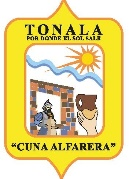 TONALA
POR DONDE EL SOL SALE
"CUNA ALFARERA"